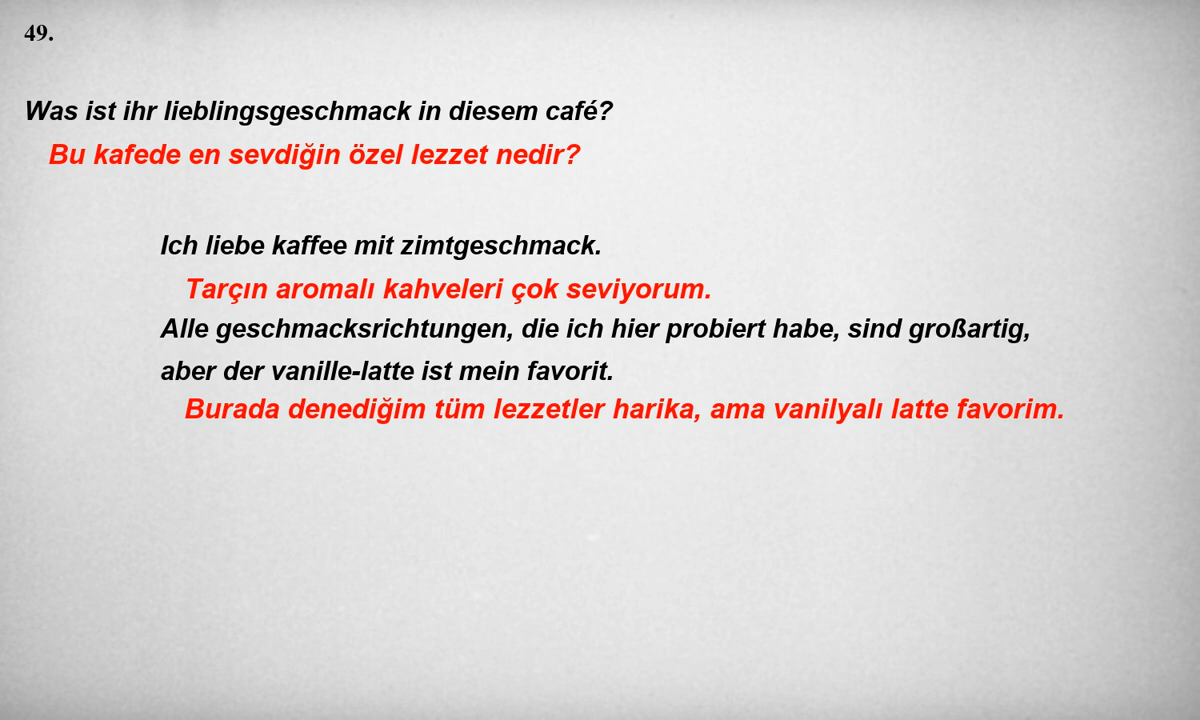 49.
Was ist ihr lieblingsgeschmack in diesem café?
Bu kafede en sevdiğin özel lezzet nedir?
Ich liebe kaffee mit zimtgeschmack.
Tarçın aromalı kahveleri çok seviyorum.
Alle geschmacksrichtungen, die ich hier probiert habe, sind großartig,
aber der vanille-latte ist mein favorit.
Burada denediğim tüm lezzetler harika, ama vanilyalı latte favorim.